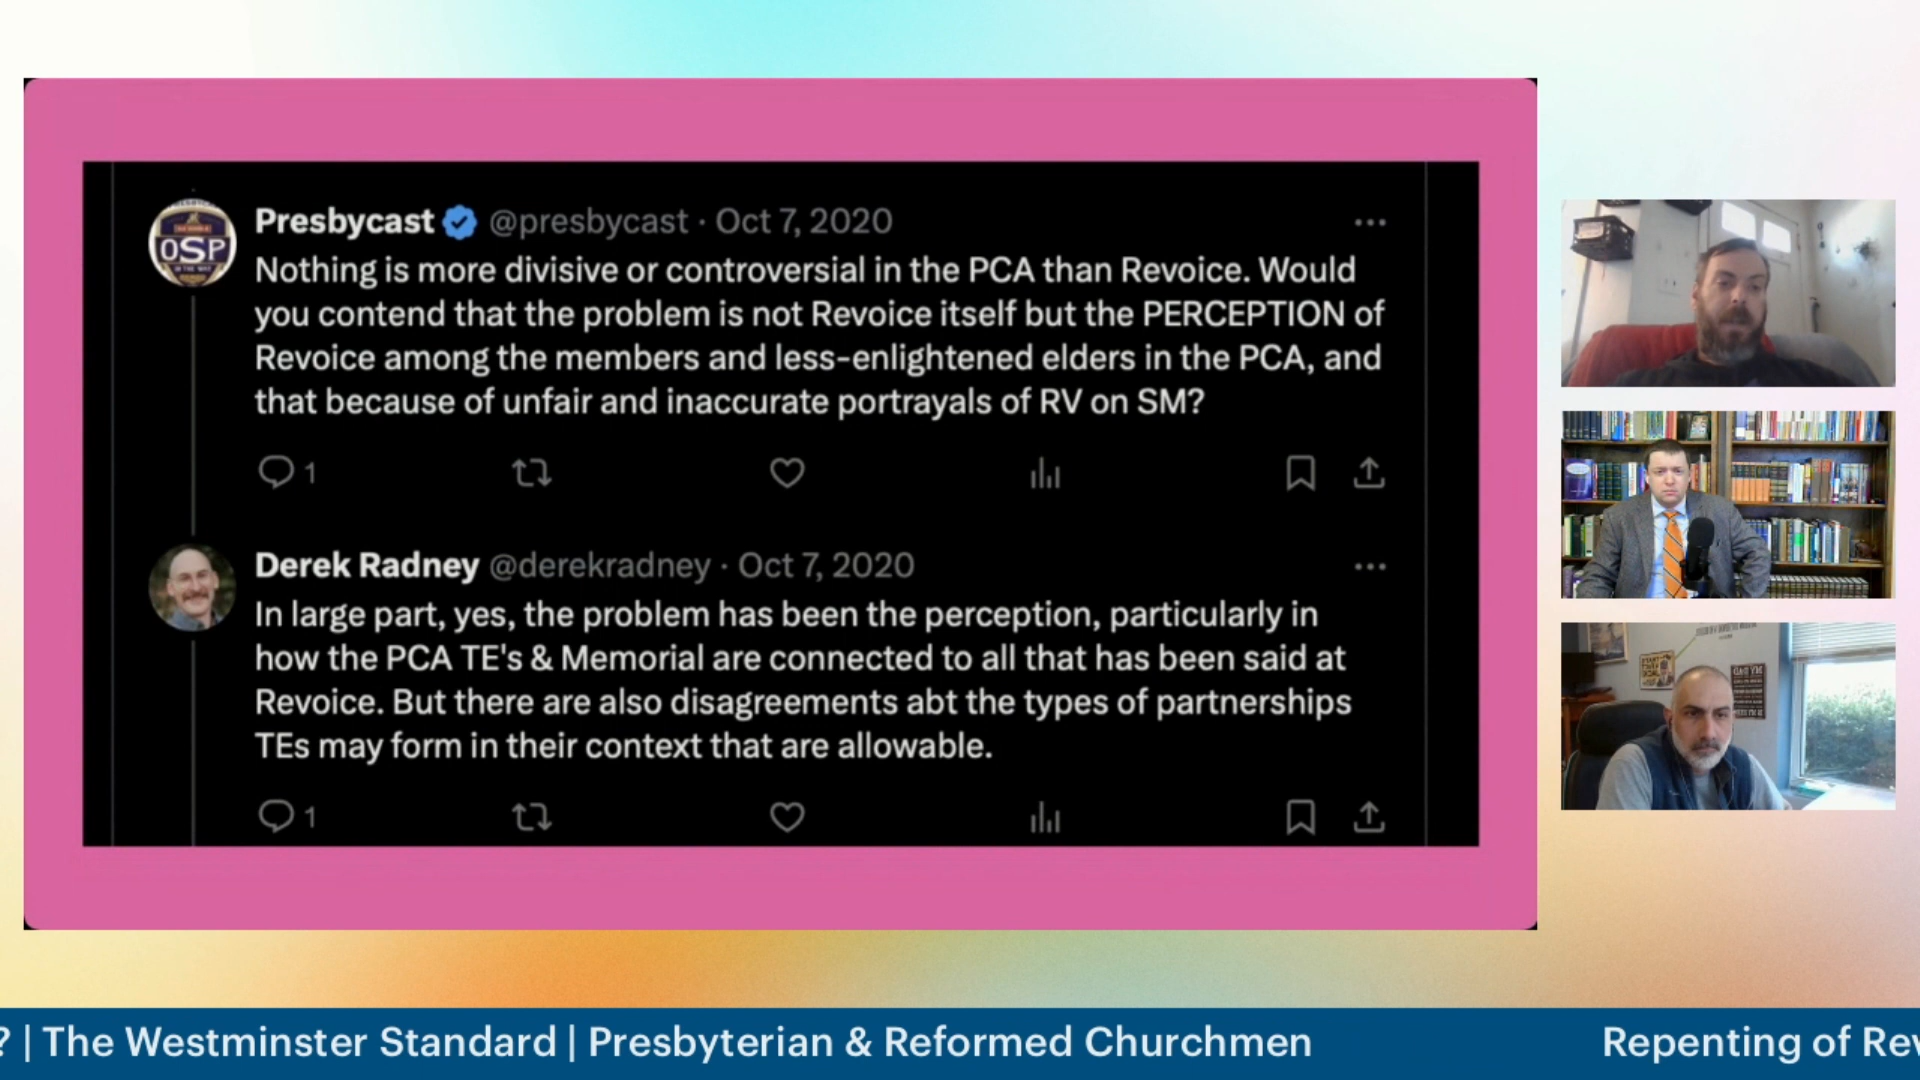 Presbycast @presbycast · Oct 7, 2020
Nothing is more divisive or controversial in the PCA than Revoice. Would
you contend that the problem is not Revoice itself but the PERCEPTION of
Revoice among the members and less-enlightened elders in the PCA, and
that because of unfair and inaccurate portrayals of RV on SM?
1
OSP
Derek Radney @derekradney · Oct 7, 2020
In large part, yes, the problem has been the perception, particularly in
how the PCA TE's & Memorial are connected to all that has been said at
Revoice. But there are also disagreements abt the types of partnerships
TEs may form in their context that are allowable.
1
? | The Westminster Standard | Presbyterian & Reformed Churchmen
Repenting of Rev